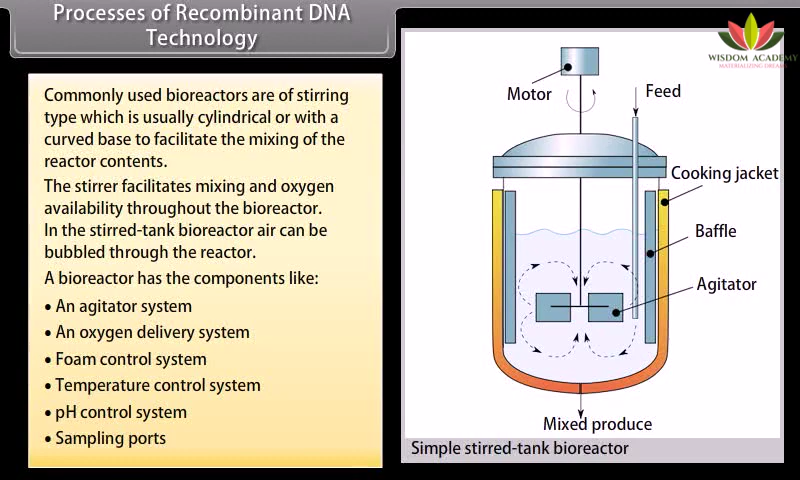 Processes of Recombinant DNA
Technology
WISDOM ACADEMY
MATERIALIZING DREAMS
Commonly used bioreactors are of stirring
type which is usually cylindrical or with a
curved base to facilitate the mixing of the
reactor contents.
The stirrer facilitates mixing and oxygen
availability throughout the bioreactor.
In the stirred-tank bioreactor air can be
bubbled through the reactor.
A bioreactor has the components like:
• An agitator system
• An oxygen delivery system
• Foam control system
• Temperature control system
• pH control system
• Sampling ports
Motor
Feed
Cooking jacket
Baffle
Agitator
Mixed produce
Simple stirred-tank bioreactor